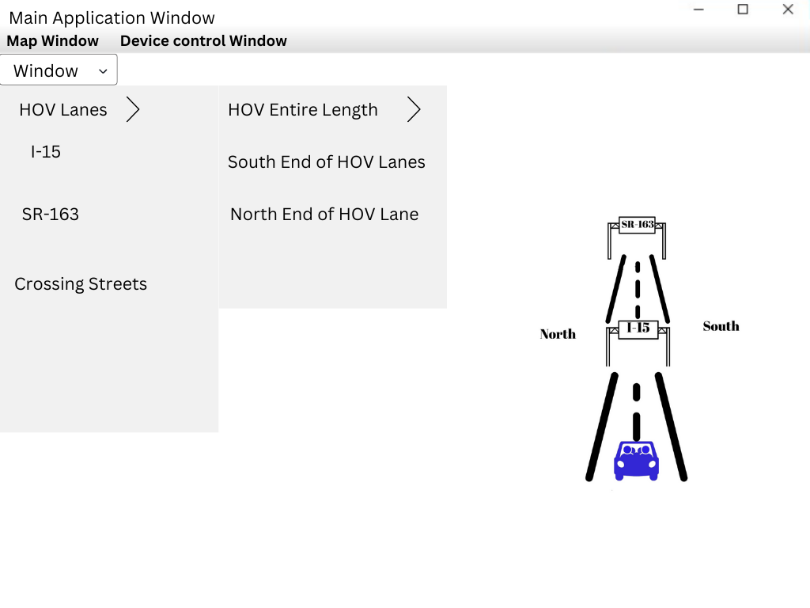 Main Application Window
Map Window Device control Window
Window
HOV Lanes
I-15
SR-163
Crossing Streets
HOV Entire Length
South End of HOV Lanes
North End of HOV Lane
SR-163
I-15
North
South